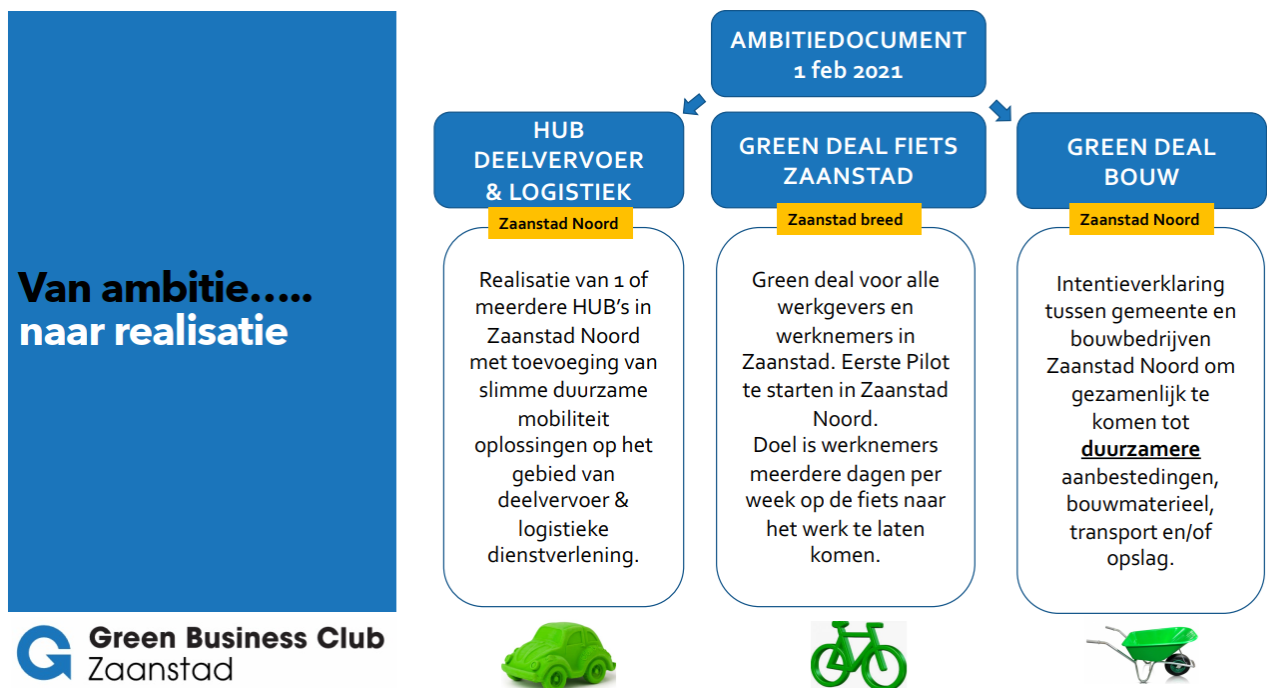 Van ambitie.....
naar realisatie
Green Business Club
Zaanstad
AMBITIEDOCUMENT
1 feb 2021
HUB
DEELVERVOER
& LOGISTIEK
Zaanstad Noord
Realisatie van 1 of
meerdere HUB's in
Zaanstad Noord
met toevoeging van
slimme duurzame
mobiliteit
oplossingen op het
gebied van
deelvervoer &
logistieke
dienstverlening.
GREEN DEAL FIETS
ZAANSTAD
Zaanstad breed
Green deal voor alle
werkgevers en
werknemers in
Zaanstad. Eerste Pilot
te starten in Zaanstad
Noord.
Doel is werknemers
meerdere dagen per
week op de fiets naar
het werk te laten
komen.
GREEN DEAL
BOUW
Zaanstad Noord
Intentieverklaring
tussen gemeente en
bouwbedrijven
Zaanstad Noord om
gezamenlijk te
komen tot
duurzamere
aanbestedingen,
bouwmaterieel,
transport en/of
opslag.